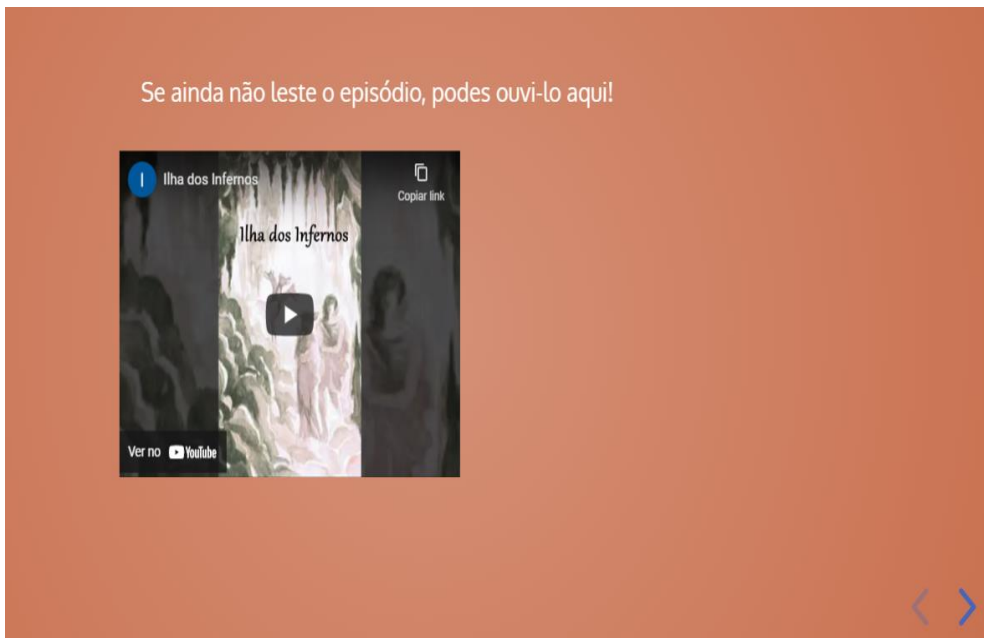 Se ainda não leste o episódio, podes ouvi-lo aqui!
I
Ilha dos Infernos
Copiar link
Ilha dos Infernos
Ver no YouTube